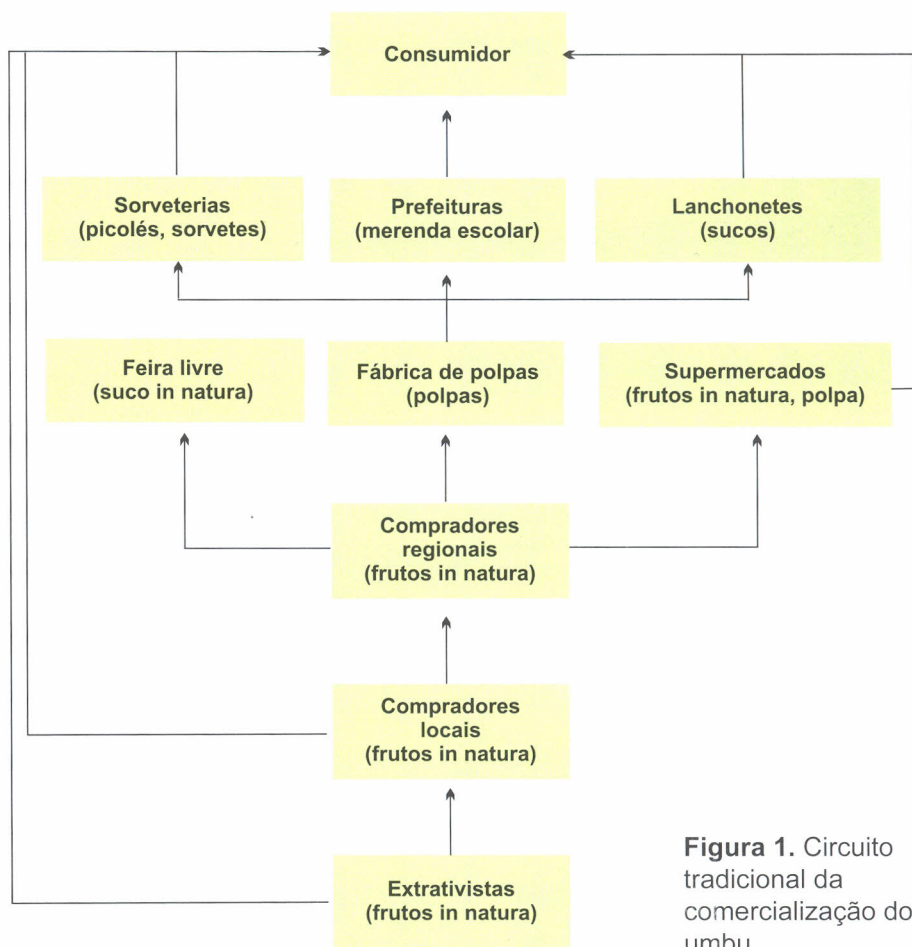 Consumidor
Sorveterias
(picolés, sorvetes)
Prefeituras
(merenda escolar)
Lanchonetes
(sucos)
Feira livre
(suco in natura)
Fábrica de polpas
(polpas)
Supermercados
(frutos in natura, polpa)
Compradores
regionais
(frutos in natura)
Compradores
locais
(frutos in natura)
Extrativistas
(frutos in natura)
Figura 1. Circuito
tradicional da
comercialização do
umbu